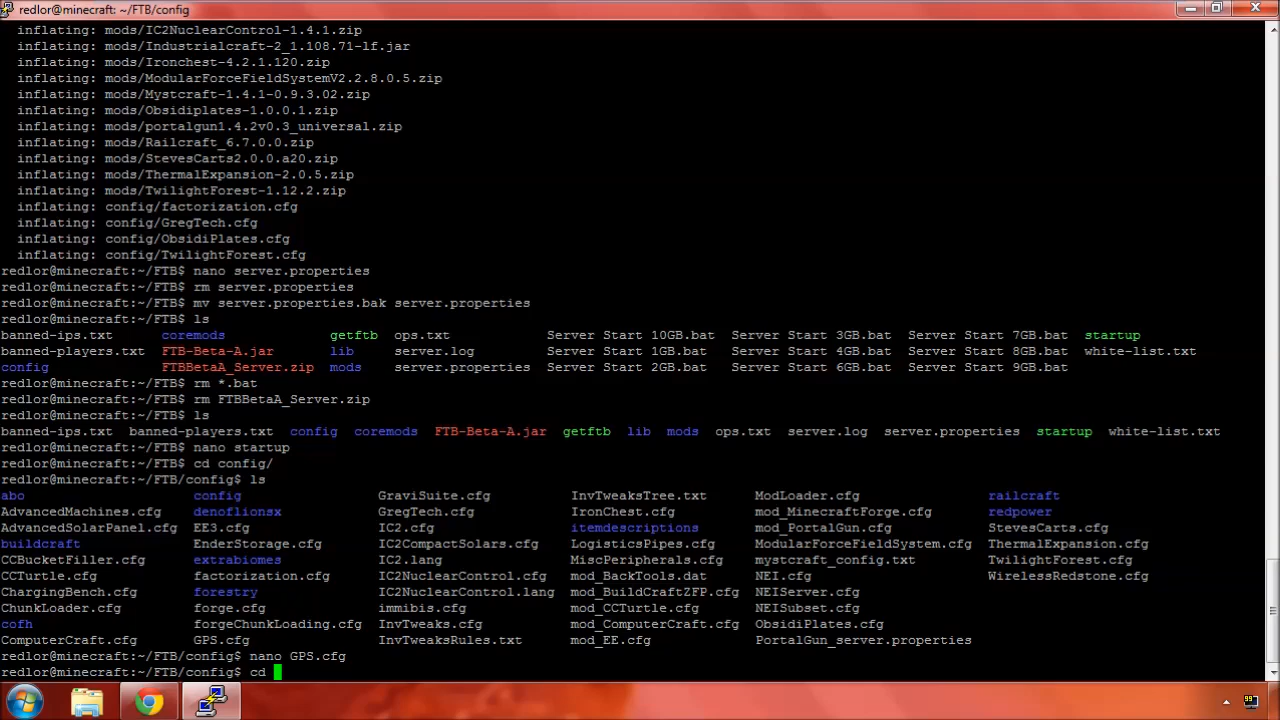 redlor@minecraft: ~/FTB/config
inflating: mods/IC2NuclearControl-1.4.1.zip
inflating: mods/Industrialcraft-2_1.108.71-lf.jar
inflating: mods/Ironchest-4.2.1.120.zip
inflating: mods/ModularForceFieldSystemV2.2.8.0.5.zip
inflating: mods/Mystcraft-1.4.1-0.9.3.02.zip
inflating: mods/Obsidiplates-1.0.0.1.zip
inflating: mods/portalgun1.4.2v0.3_universal.zip
inflating: mods/Railcraft_6.7.0.0.zip
inflating: mods/StevesCarts2.0.0.a20.zip
inflating: mods/ThermalExpansion-2.0.5.zip
inflating: mods/TwilightForest-1.12.2.zip
inflating: config/factorization.cfg
inflating: config/GregTech.cfg
inflating: config/ObsidiPlates.cfg
inflating: config/TwilightForest.cfg
redlor@minecraft:~/FTB$ nano server.properties
redlor@minecraft:~/FTB$ rm server.properties
redlor@minecraft:~/FTB$ mv server.properties.bak server.properties
redlor@minecraft:~/FTB$ ls
banned-ips.txt coremods getftb ops.txt Server Start 10GB.bat Server Start 3GB.bat Server Start 7GB.bat startup
banned-players.txt FTB-Beta-A.jar lib server.log Server Start 1GB.bat Server Start 4GB.bat Server Start 8GB.bat white-list.txt
config FTBBetaA_Server.zip mods server.properties Server Start 2GB.bat Server Start 6GB.bat Server Start 9GB.bat
redlor@minecraft:~/FTB$ rm *.bat
redlor@minecraft:~/FTB$ rm FTBBetaA_Server.zip
redlor@minecraft:~/FTB$ ls
banned-ips.txt banned-players.txt config coremods FTB-Beta-A.jar getftb lib mods ops.txt server.log server.properties startup white-list.txt
redlor@minecraft:~/FTB$ nano startup
redlor@minecraft:~/FTB$ cd config/
redlor@minecraft:~/FTB/config$ ls
abo config GraviSuite.cfg InvTweaksTree.txt ModLoader.cfg railcraft
AdvancedMachines.cfg denoflionsx GregTech.cfg IronChest.cfg mod_MinecraftForge.cfg redpower
AdvancedSolarPanel.cfg EE3.cfg IC2.cfg itemdescriptions mod_PortalGun.cfg StevesCarts.cfg
buildcraft EnderStorage.cfg IC2CompactSolars.cfg LogisticsPipes.cfg ModularForceFieldSystem.cfg ThermalExpansion.cfg
CCBucketFiller.cfg extrabiomes IC2.lang MiscPeripherals.cfg mystcraft_config.txt TwilightForest.cfg
CCTurtle.cfg factorization.cfg IC2NuclearControl.cfg mod_BackTools.dat NEI.cfg WirelessRedstone.cfg
ChargingBench.cfg forestry IC2NuclearControl.lang mod_BuildCraftZFP.cfg NEIServer.cfg
ChunkLoader.cfg forge.cfg immibis.cfg mod_CCTurtle.cfg NEISubset.cfg
cofh forgeChunkLoading.cfg InvTweaks.cfg mod_ComputerCraft.cfg ObsidiPlates.cfg
ComputerCraft.cfg GPS.cfg InvTweaksRules.txt mod_EE.cfg PortalGun_server.properties
redlor@minecraft:~/FTB/config$ nano GPS.cfg
redlor@minecraft:~/FTB/config$ cd
99